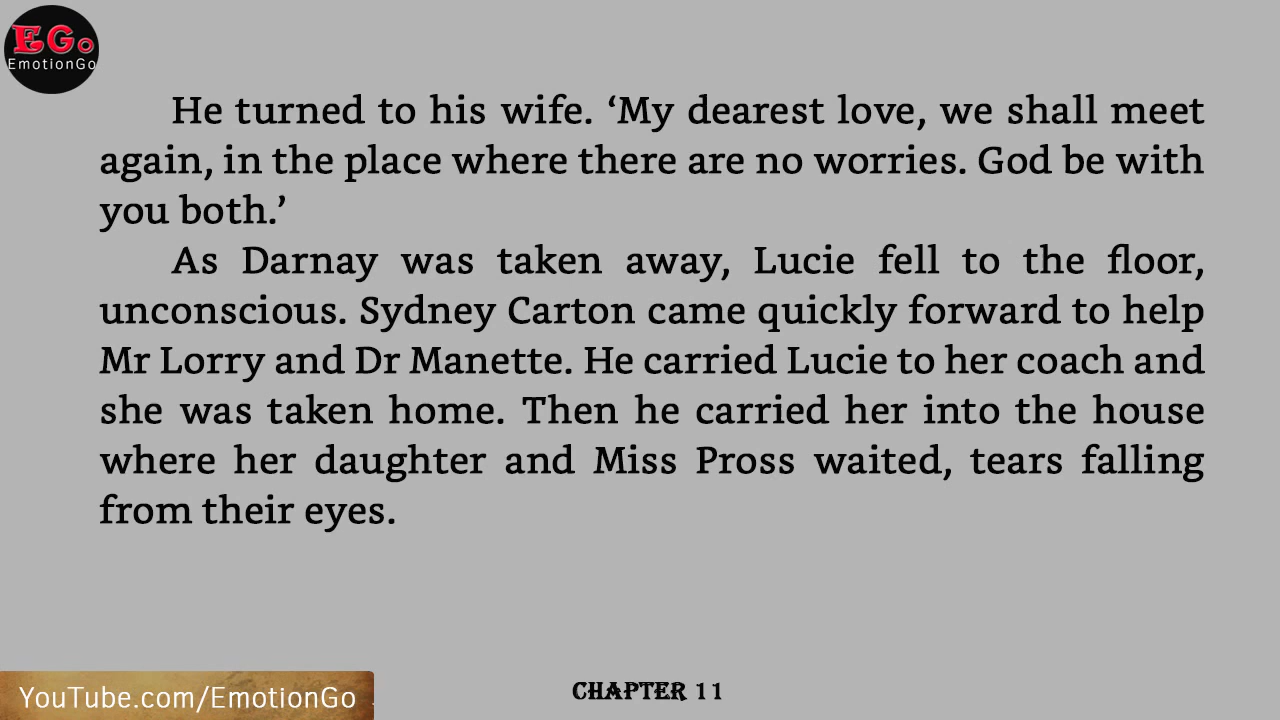 EGo
EmotionGo
He turned to his wife. ‘My dearest love, we shall meet
again, in the place where there are no worries. God be with
you both.’
As Darnay was taken away, Lucie fell to the floor,
unconscious. Sydney Carton came quickly forward to help
Mr Lorry and Dr Manette. He carried Lucie to her coach and
she was taken home. Then he carried her into the house
where her daughter and Miss Pross waited, tears falling
from their eyes.
YouTube.com/EmotionGo
CHAPTER 11